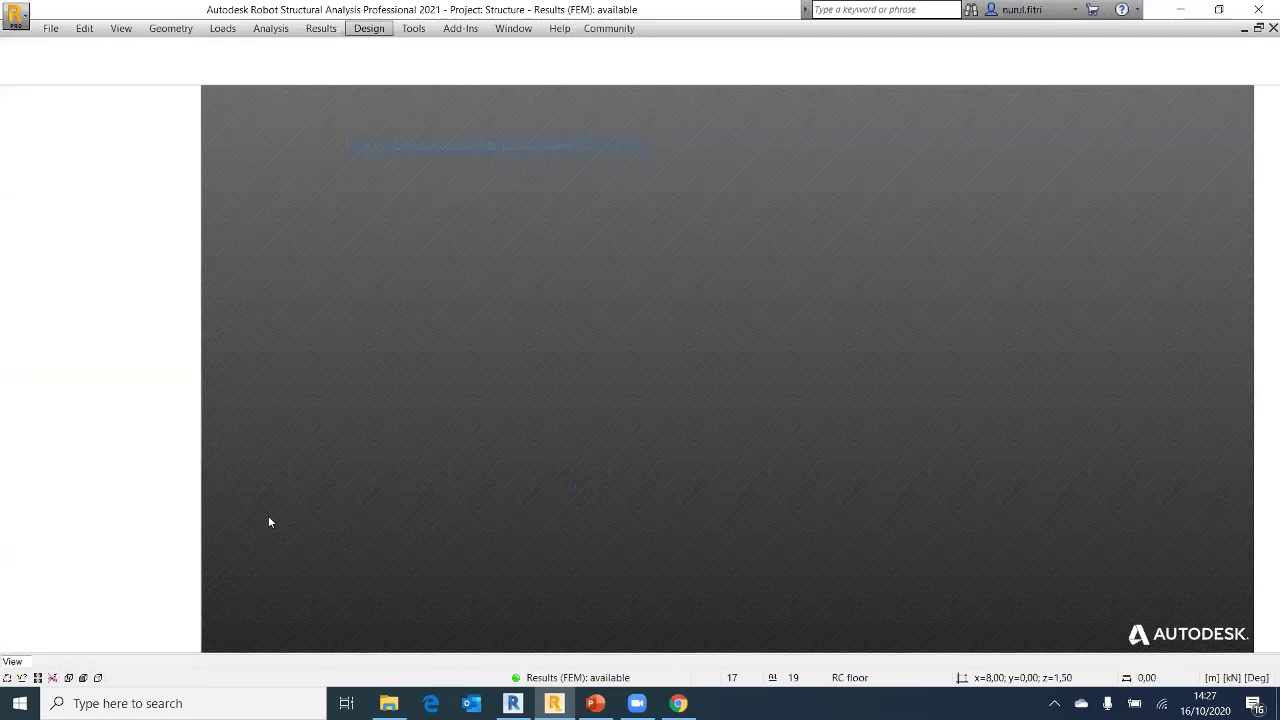 Autodesk Robot Structural Analysis Professional 2021 - Project: Structure - Results (FEM): available
Type a keyword or phrase
nurul.fitri
PRO
File Edit View Geometry Loads Analysis Results Design Tools Add-Ins Window Help Community
AUTODESK.
View
Results (FEM): available 17 19 RC floor x=8,00; y=0,00; z=1,50 0,00 [m] [kN] [Deg]
Type here to search
14:27
16/10/2020
16